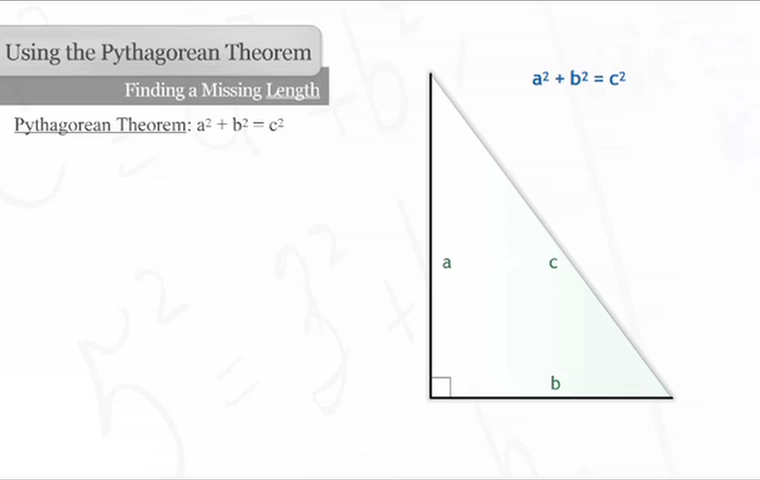 Using the Pythagorean Theorem
Finding a Missing Length
Pythagorean Theorem: a² + b² = c²
a² + b² = c²
a
c
b